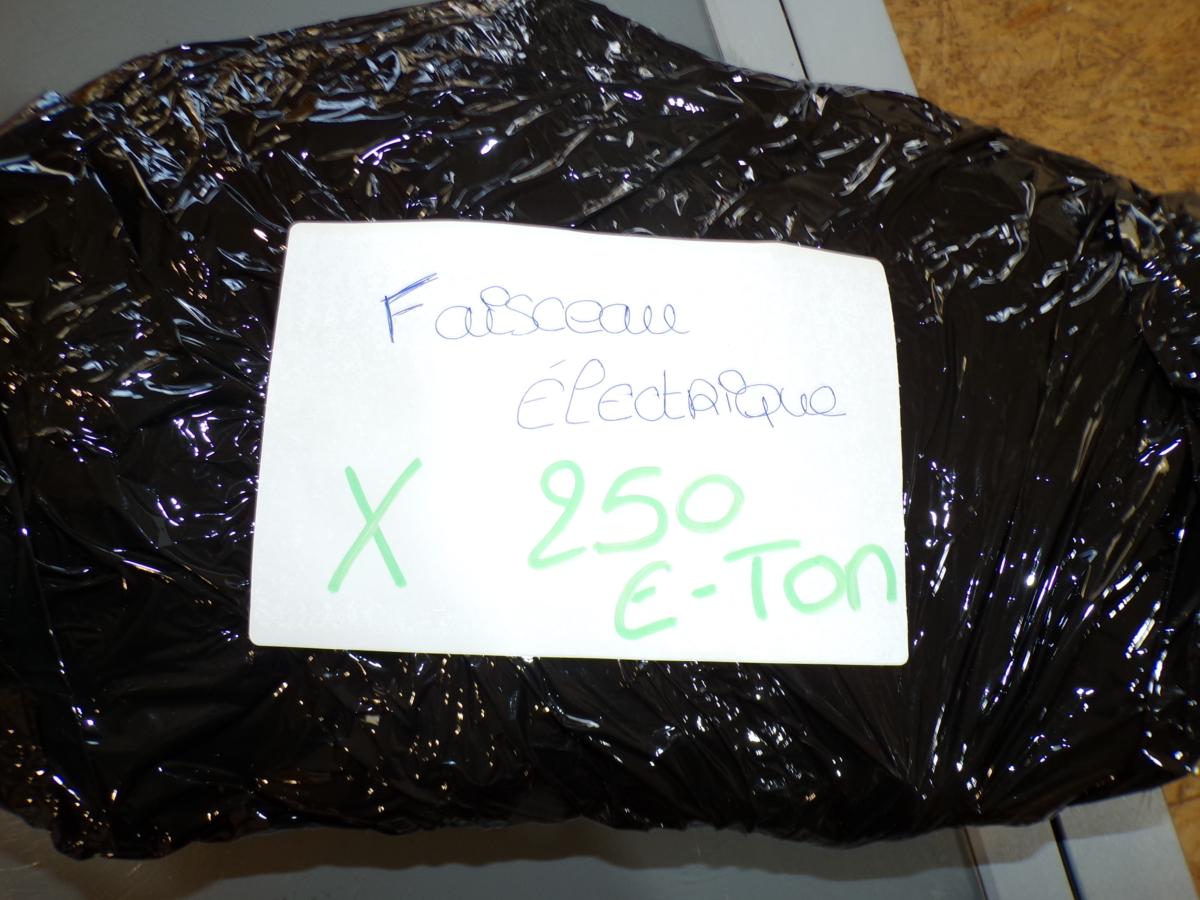 Faisceau
électrique
X 250
E-Ton